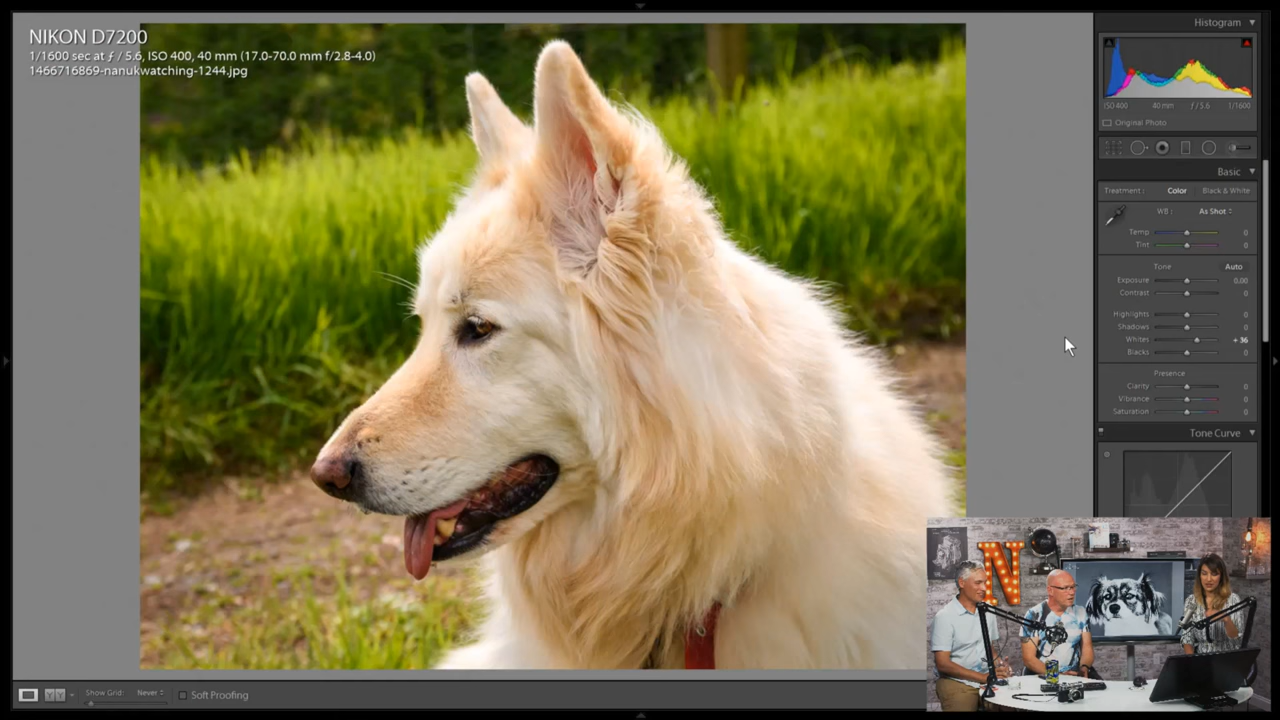 NIKON D7200
1/1600 sec at ƒ / 5.6, ISO 400, 40 mm (17.0-70.0 mm f/2.8-4.0)
1466716869-nanukwatching-1244.jpg
Histogram
ISO 400 40 mm ƒ / 5.6 1/1600
Original Photo
Basic
Treatment : Color Black & White
WB : As Shot
Temp 0
Tint 0
Tone Auto
Exposure 0.00
Contrast 0
Highlights 0
Shadows 0
Whites + 36
Blacks 0
Presence
Clarity 0
Vibrance 0
Saturation 0
Tone Curve
N
Y Y Show Grid: Never Soft Proofing